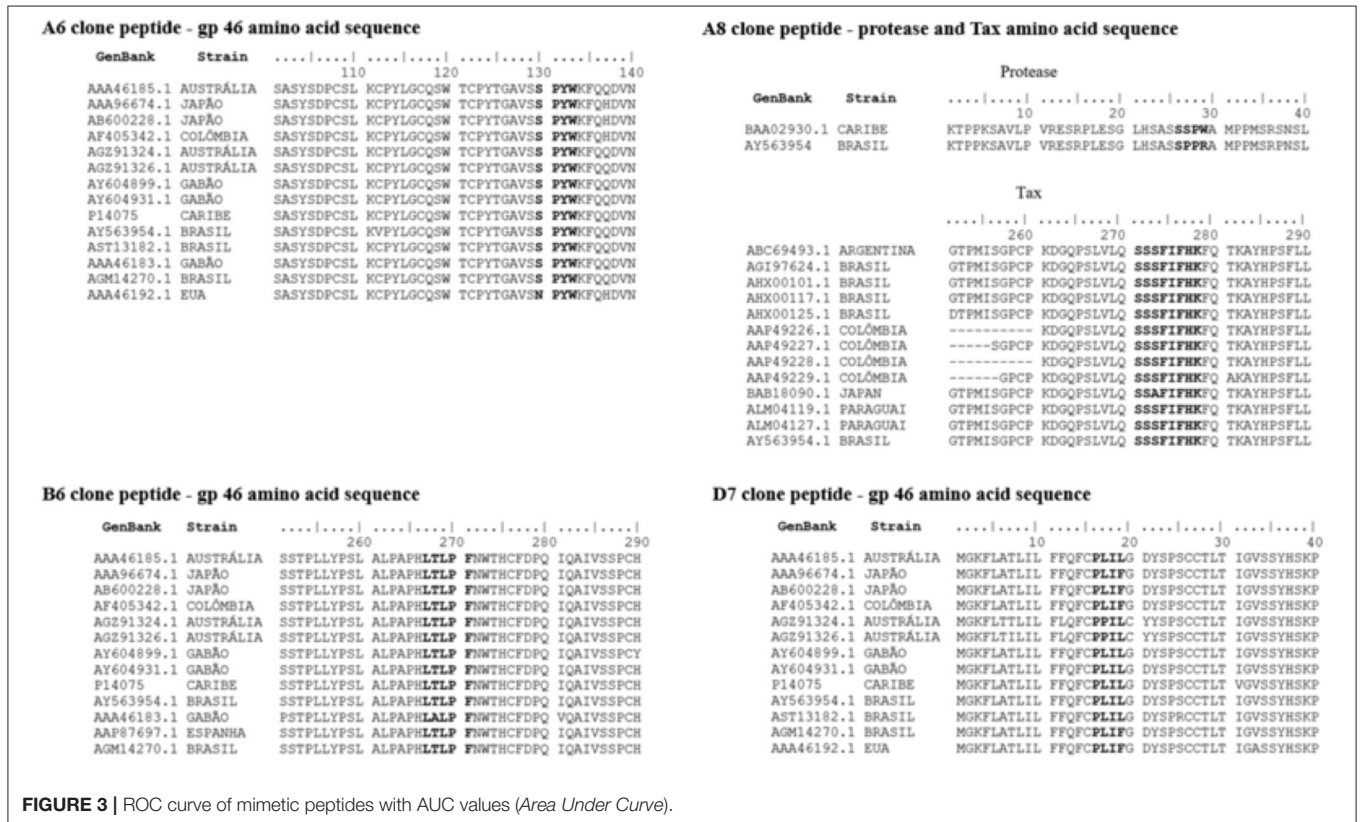 A6 clone peptide - gp 46 amino acid sequence
GenBank Strain ....|....|....|....|....|....|....|....|
110 120 130 140
AAA46185.1 AUSTRÁLIA SASYSDPCSL KCPYLGCQSW TCPYTGAVSS PYWKFQQDVN
AAA96674.1 JAPÃO SASYSDPCSL KCPYLGCQSW TCPYTGAVSS PYWKFQHDVN
AB600228.1 JAPÃO SASYSDPCSL KCPYLGCQSW TCPYTGAVSS PYWKFQHDVN
AF405342.1 COLÔMBIA SASYSDPCSL KCPYLGCQSW TCPYTGAVSS PYWKFQHDVN
AGZ91324.1 AUSTRÁLIA SASYSDPCSL KCPYLGCQSW TCPYTGAVSS PYWKFQQDVN
AGZ91326.1 AUSTRÁLIA SASYSDPCSL KCPYLGCQSW TCPYTGAVSS PYWKFQQDVN
AY604899.1 GABÃO SASYSDPCSL KCPYLGCQSW TCPYTGAVSS PYWKFQQDVN
AY604931.1 GABÃO SASYSDPCSL KCPYLGCQSW TCPYTGAVSS PYWKFQQDVN
P14075 CARIBE SASYSDPCSL KCPYLGCQSW TCPYTGAVSS PYWKFQQDVN
AY563954.1 BRASIL SASYSDPCSL KVPYLGCQSW TCPYTGAVSS PYWKFQQDVN
AST13182.1 BRASIL SASYSDPCSL KCPYLGCQSW TCPYTGAVSS PYWKFQQDVN
AAA46183.1 GABÃO SASYSDPCSL KCPYLGCQSW TCPYTGAVSS PYWKFQQDVN
AGM14270.1 BRASIL SASYSDPCSL KCPYLGCQSW TCPYTGAVSS PYWKFQQDVN
AAA46192.1 EUA SASYSDPCSL KCPYLGCQSW TCPYTGAVSN PYWKFQHDVN
A8 clone peptide - protease and Tax amino acid sequence
Protease
GenBank Strain ....|....|....|....|....|....|....|....|
10 20 30 40
BAA02930.1 CARIBE KTPPKSAVLP VRESRPLESG LHSASSSPWA MPPMSRSNSL
AY563954 BRASIL KTPPKSAVLP VRESRPLESG LHSASSPPRA MPPMSRPNSL
Tax
....|....|....|....|....|....|....|....|
260 270 280 290
ABC69493.1 ARGENTINA GTPMISGPCP KDGQPSLVLQ SSSFIFHKFQ TKAYHPSFLL
AGI97624.1 BRASIL GTPMISGPCP KDGQPSLVLQ SSSFIFHKFQ TKAYHPSFLL
AHX00101.1 BRASIL GTPMISGPCP KDGQPSLVLQ SSSFIFHKFQ TKAYHPSFLL
AHX00117.1 BRASIL GTPMISGPCP KDGQPSLVLQ SSSFIFHKFQ TKAYHPSFLL
AHX00125.1 BRASIL DTPMISGPCP KDGQPSLVLQ SSSFIFHKFQ TKAYHPSFLL
AAP49226.1 COLÔMBIA ---------- KDGQPSLVLQ SSSFIFHKFQ TKAYHPSFLL
AAP49227.1 COLÔMBIA -----SGPCP KDGQPSLVLQ SSSFIFHKFQ TKAYHPSFLL
AAP49228.1 COLÔMBIA ---------- KDGQPSLVLQ SSSFIFHKFQ TKAYHPSFLL
AAP49229.1 COLÔMBIA ------GPCP KDGQPSLVLQ SSSFIFHKFQ AKAYHPSFLL
BAB18090.1 JAPAN GTPMISGPCP KDGQPSLVLQ SSAFIFHKFQ TKAYHPSFLL
ALM04119.1 PARAGUAI GTPMISGPCP KDGQPSLVLQ SSSFIFHKFQ TKAYHPSFLL
ALM04127.1 PARAGUAI GTPMISGPCP KDGQPSLVLQ SSSFIFHKFQ TKAYHPSFLL
AY563954.1 BRASIL GTPMISGPCP KDGQPSLVLQ SSSFIFHKFQ TKAYHPSFLL
B6 clone peptide - gp 46 amino acid sequence
GenBank Strain ....|....|....|....|....|....|....|....|
260 270 280 290
AAA46185.1 AUSTRÁLIA SSTPLLYPSL ALPAPHLTLP FNWTHCFDPQ IQAIVSSPCH
AAA96674.1 JAPÃO SSTPLLYPSL ALPAPHLTLP FNWTHCFDPQ IQAIVSSPCH
AB600228.1 JAPÃO SSTPLLYPSL ALPAPHLTLP FNWTHCFDPQ IQAIVSSPCH
AF405342.1 COLÔMBIA SSTPLLYPSL ALPAPHLTLP FNWTHCFDPQ IQAIVSSPCH
AGZ91324.1 AUSTRÁLIA SSTPLLYPSL ALPAPHLTLP FNWTHCFDPQ IQAIVSSPCH
AGZ91326.1 AUSTRÁLIA SSTPLLYPSL ALPAPHLTLP FNWTHCFDPQ IQAIVSSPCH
AY604899.1 GABÃO SSTPLLYPSL ALPAPHLTLP FNWTHCFDPQ IQAIVSSPCY
AY604931.1 GABÃO SSTPLLYPSL ALPAPHLTLP FNWTHCFDPQ IQAIVSSPCH
P14075 CARIBE SSTPLLYPSL ALPAPHLTLP FNWTHCFDPQ IQAIVSSPCH
AY563954.1 BRASIL SSTPLLYPSL ALPAPHLTLP FNWTHCFDPQ IQAIVSSPCH
AAA46183.1 GABÃO PSTPLLYPSL ALPAPHLALP FNWTHCFDPQ VQAIVSSPCH
AAP87697.1 ESPANHA SSTPLLYPSL ALPAPHLTLP FNWTHCFDPQ IQAIVSSPCH
AGM14270.1 BRASIL SSTPLLYPSL ALPAPHLTLP FNWTHCFDPQ IQAIVSSPCH
D7 clone peptide - gp 46 amino acid sequence
GenBank Strain ....|....|....|....|....|....|....|....|
10 20 30 40
AAA46185.1 AUSTRÁLIA MGKFLATLIL FFQFCPLILG DYSPSCCTLT IGVSSYHSKP
AAA96674.1 JAPÃO MGKFLATLIL FFQFCPLIFG DYSPSCCTLT IGVSSYHSKP
AB600228.1 JAPÃO MGKFLATLIL FFQFCPLIFG DYSPSCCTLT IGVSSYHSKP
AF405342.1 COLÔMBIA MGKFLATLIL FFQFCPLIFG DYSPSCCTLT IGVSSYHSKP
AGZ91324.1 AUSTRÁLIA MGKFLTTLIL FFQFCPPILC DYSPSCCTLT IGVSSYHSKP
AGZ91326.1 AUSTRÁLIA MGKFLTILIL FLQFCPPILC YYSPSCCTLT IGVSSYHSKP
AY604899.1 GABÃO MGKFLATLIL FFQFCPLILG DYSPSCCTLT IGVSSYHSKP
AY604931.1 GABÃO MGKFLATLIL FFQFCPLILG DYSPSCCTLT IGVSSYHSKP
P14075 CARIBE MGKFLATLIL FFQFCPLILG DYSPSCCTLT VGVSSYHSKP
AY563954.1 BRASIL MGKFLATLIL FFQFCPLILG DYSPSCCTLT IGVSSYHSKP
AST13182.1 BRASIL MGKFLATLIL FFQFCPLILG DYSPRCCTLT IGVSSYHSKP
AGM14270.1 BRASIL MGKFLATLIL FFQFCPLILG DYSPSCCTLT IGVSSYHSKP
AAA46192.1 EUA MGKFLATLIL FFQFCPLIFG DYSPSCCTLT IGASSYHSKP
FIGURE 3 | ROC curve of mimetic peptides with AUC values (Area Under Curve).